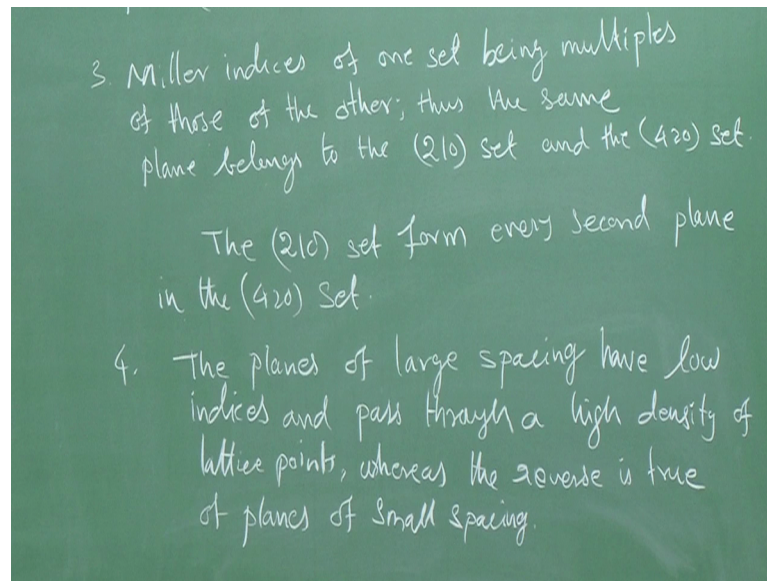 3. Miller indices of one set being multiples
of those of the other; thus the same
plane belongs to the (210) set and the (420) set.
The (210) set form every second plane
in the (420) set.
4. The planes of large spacing have low
indices and pass through a high density of
lattice points, whereas the reverse is true
of planes of small spacing.